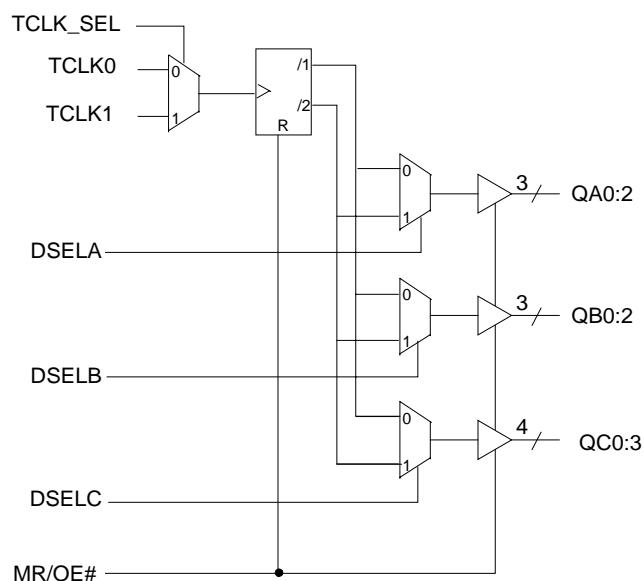 TCLK_SEL
TCLK0
0
/1
TCLK1
1
/2
R
0
3
QA0:2
1
DSELA
0
3
QB0:2
1
DSELB
0
4
QC0:3
1
DSELC
MR/OE#